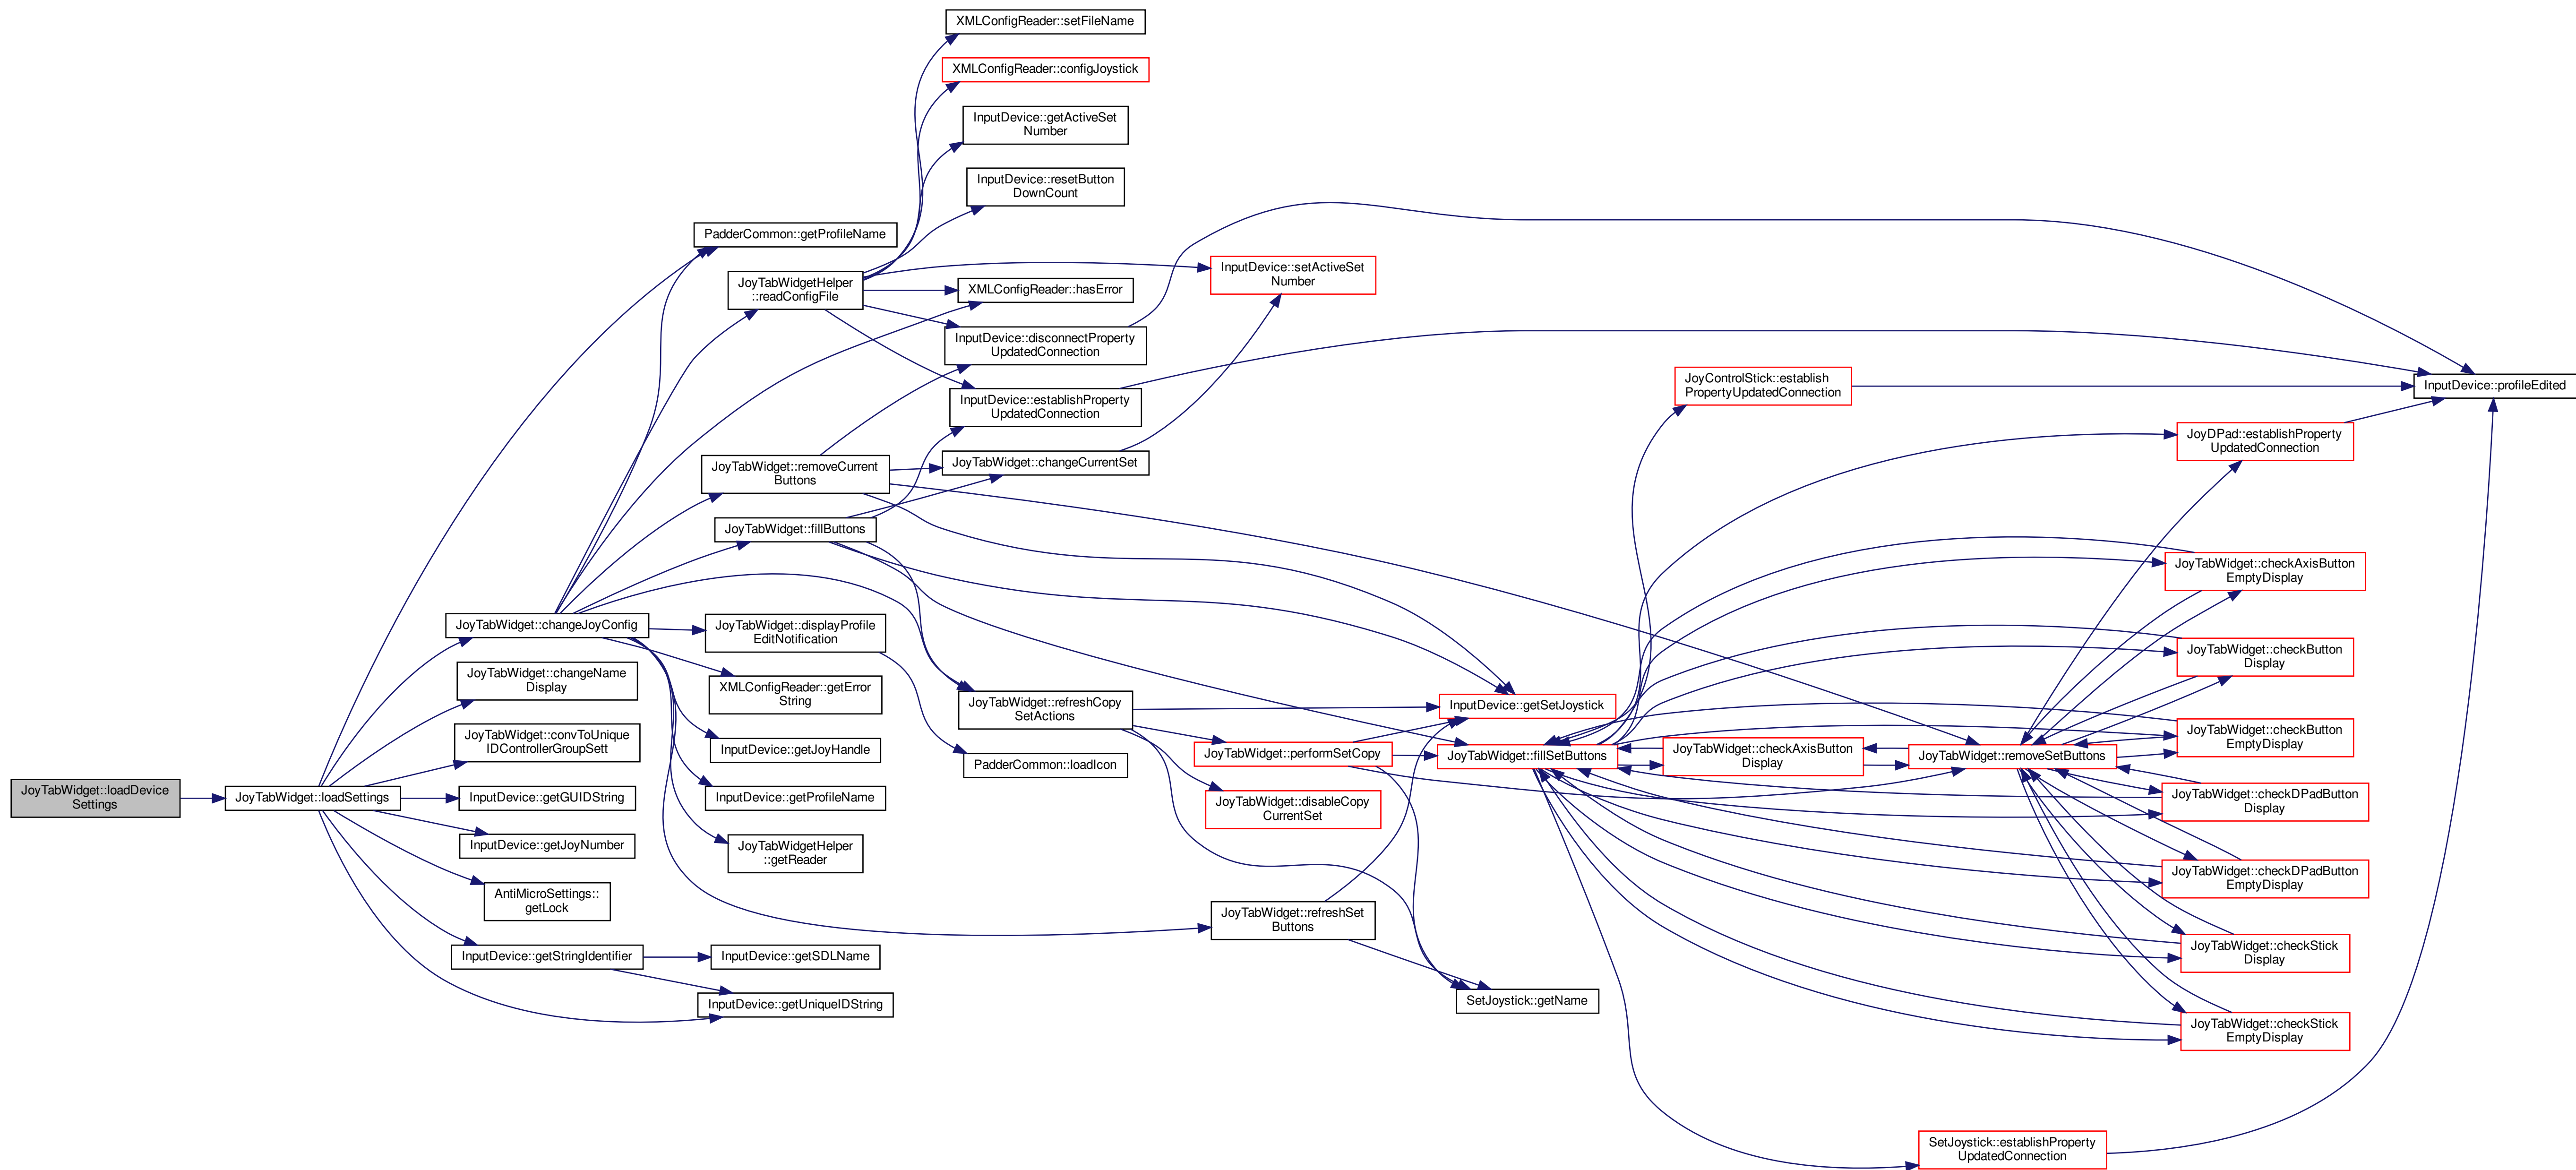 XMLConfigReader::setFileName
XMLConfigReader::configJoystick
InputDevice::getActiveSet
Number
InputDevice::resetButton
DownCount
PadderCommon::getProfileName
JoyTabWidgetHelper
::readConfigFile
InputDevice::setActiveSet
Number
XMLConfigReader::hasError
InputDevice::disconnectProperty
UpdatedConnection
InputDevice::establishProperty
UpdatedConnection
JoyControlStick::establish
PropertyUpdatedConnection
InputDevice::profileEdited
JoyDPad::establishProperty
UpdatedConnection
JoyTabWidget::removeCurrent
Buttons
JoyTabWidget::changeCurrentSet
JoyTabWidget::fillButtons
JoyTabWidget::checkAxisButton
EmptyDisplay
JoyTabWidget::changeJoyConfig
JoyTabWidget::displayProfile
EditNotification
JoyTabWidget::checkButton
Display
JoyTabWidget::changeName
Display
XMLConfigReader::getError
String
JoyTabWidget::refreshCopy
SetActions
InputDevice::getSetJoystick
JoyTabWidget::convToUnique
IDControllerGroupSett
InputDevice::getJoyHandle
PadderCommon::loadIcon
JoyTabWidget::performSetCopy
JoyTabWidget::fillSetButtons
JoyTabWidget::checkAxisButton
Display
JoyTabWidget::removeSetButtons
JoyTabWidget::checkButton
EmptyDisplay
JoyTabWidget::loadDevice
Settings
JoyTabWidget::loadSettings
InputDevice::getGUIDString
InputDevice::getProfileName
JoyTabWidget::disableCopy
CurrentSet
JoyTabWidget::checkDPadButton
Display
InputDevice::getJoyNumber
JoyTabWidgetHelper
::getReader
JoyTabWidget::checkDPadButton
EmptyDisplay
AntiMicroSettings::
getLock
JoyTabWidget::refreshSet
Buttons
InputDevice::getStringIdentifier
InputDevice::getSDLName
JoyTabWidget::checkStick
Display
InputDevice::getUniqueIDString
SetJoystick::getName
JoyTabWidget::checkStick
EmptyDisplay
SetJoystick::establishProperty
UpdatedConnection